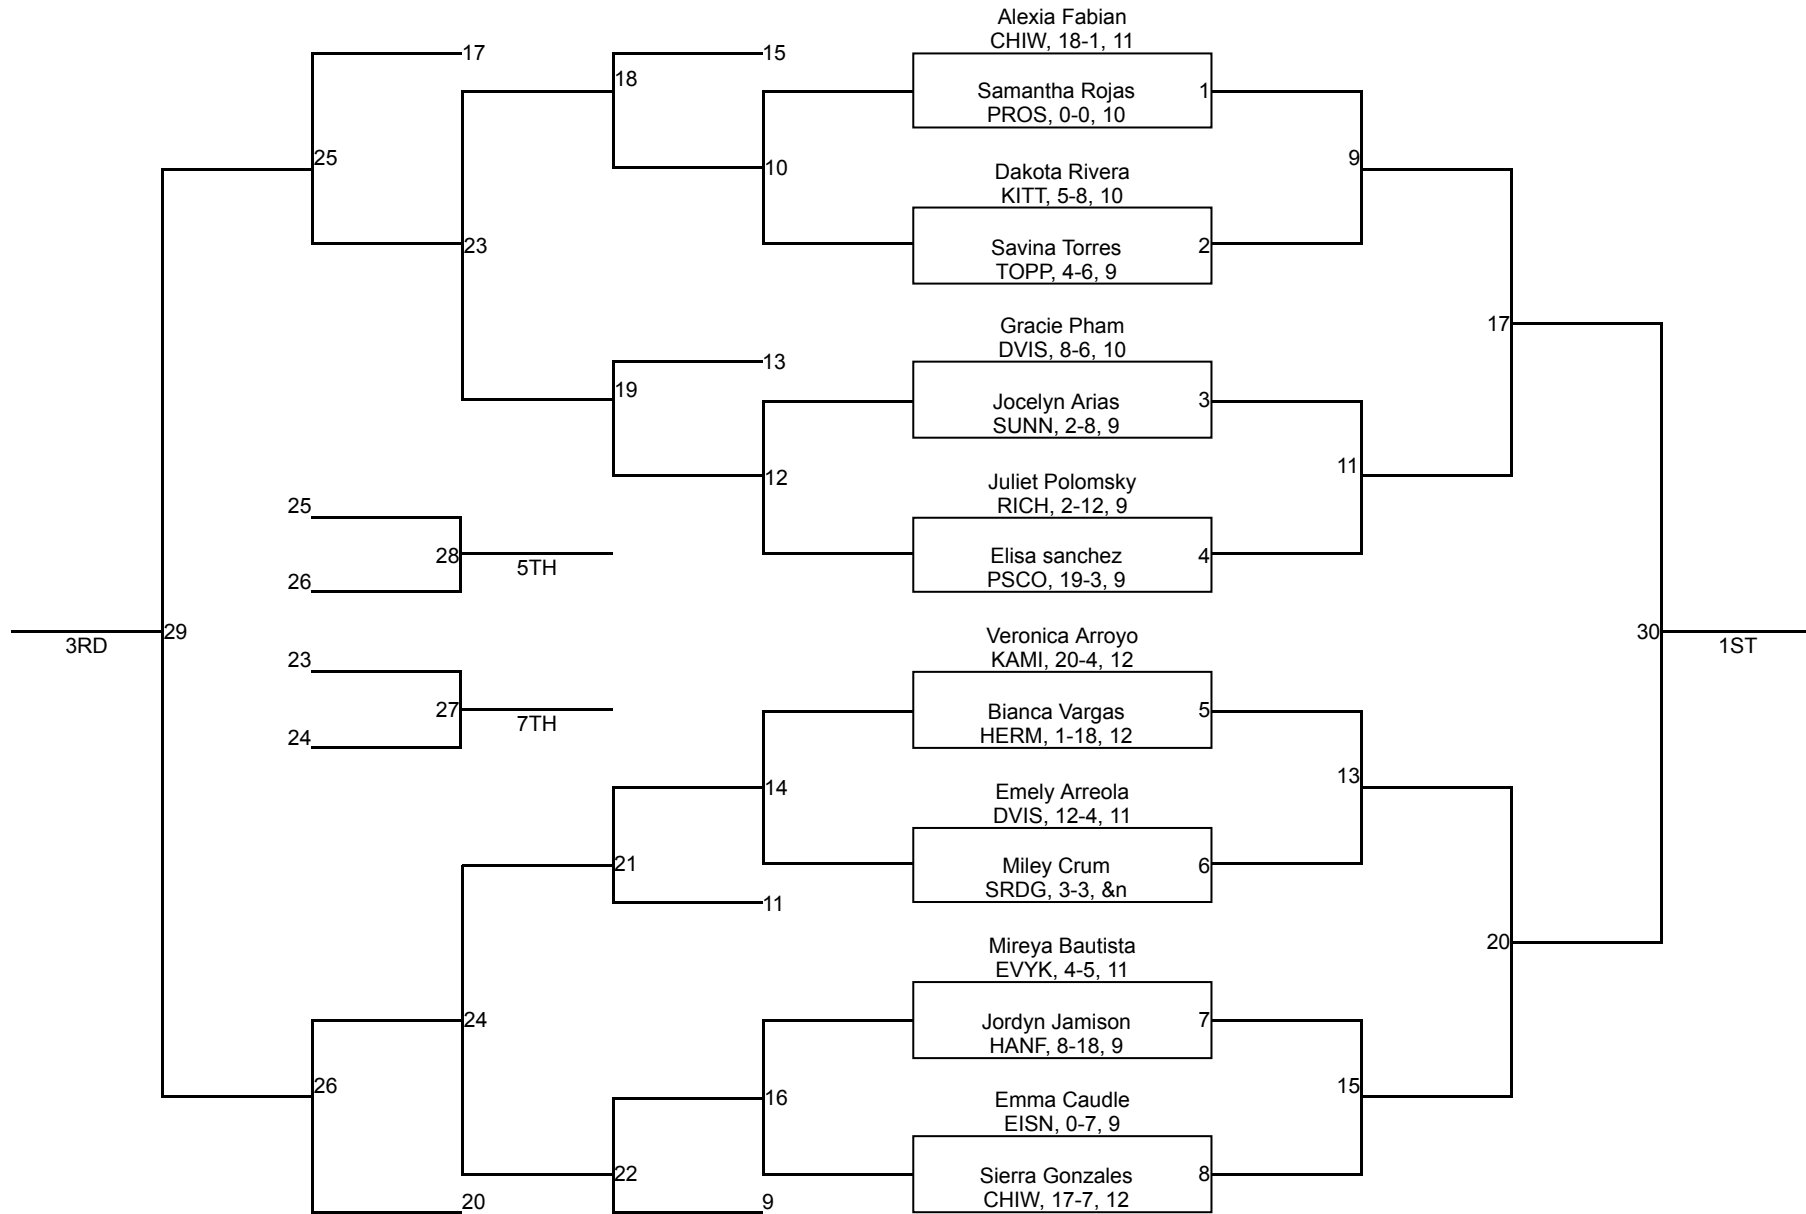 Alexia Fabian
CHIW, 18-1, 11
17
15
18
Samantha Rojas
1
PROS, 0-0, 10
25
10
9
Dakota Rivera
KITT, 5-8, 10
23
Savina Torres
2
TOPP, 4-6, 9
Gracie Pham
17
DVIS, 8-6, 10
13
19
Jocelyn Arias
3
SUNN, 2-8, 9
11
12
Juliet Polomsky
RICH, 2-12, 9
25
28
5TH
Elisa sanchez
4
PSCO, 19-3, 9
26
3RD
29
Veronica Arroyo
30
1ST
KAMI, 20-4, 12
23
27
7TH
Bianca Vargas
5
HERM, 1-18, 12
24
14
13
Emely Arreola
DVIS, 12-4, 11
21
Miley Crum
6
SRDG, 3-3, &n
11
Mireya Bautista
20
EVYK, 4-5, 11
24
Jordyn Jamison
7
HANF, 8-18, 9
26
16
15
Emma Caudle
EISN, 0-7, 9
22
Sierra Gonzales
8
CHIW, 17-7, 12
20
9